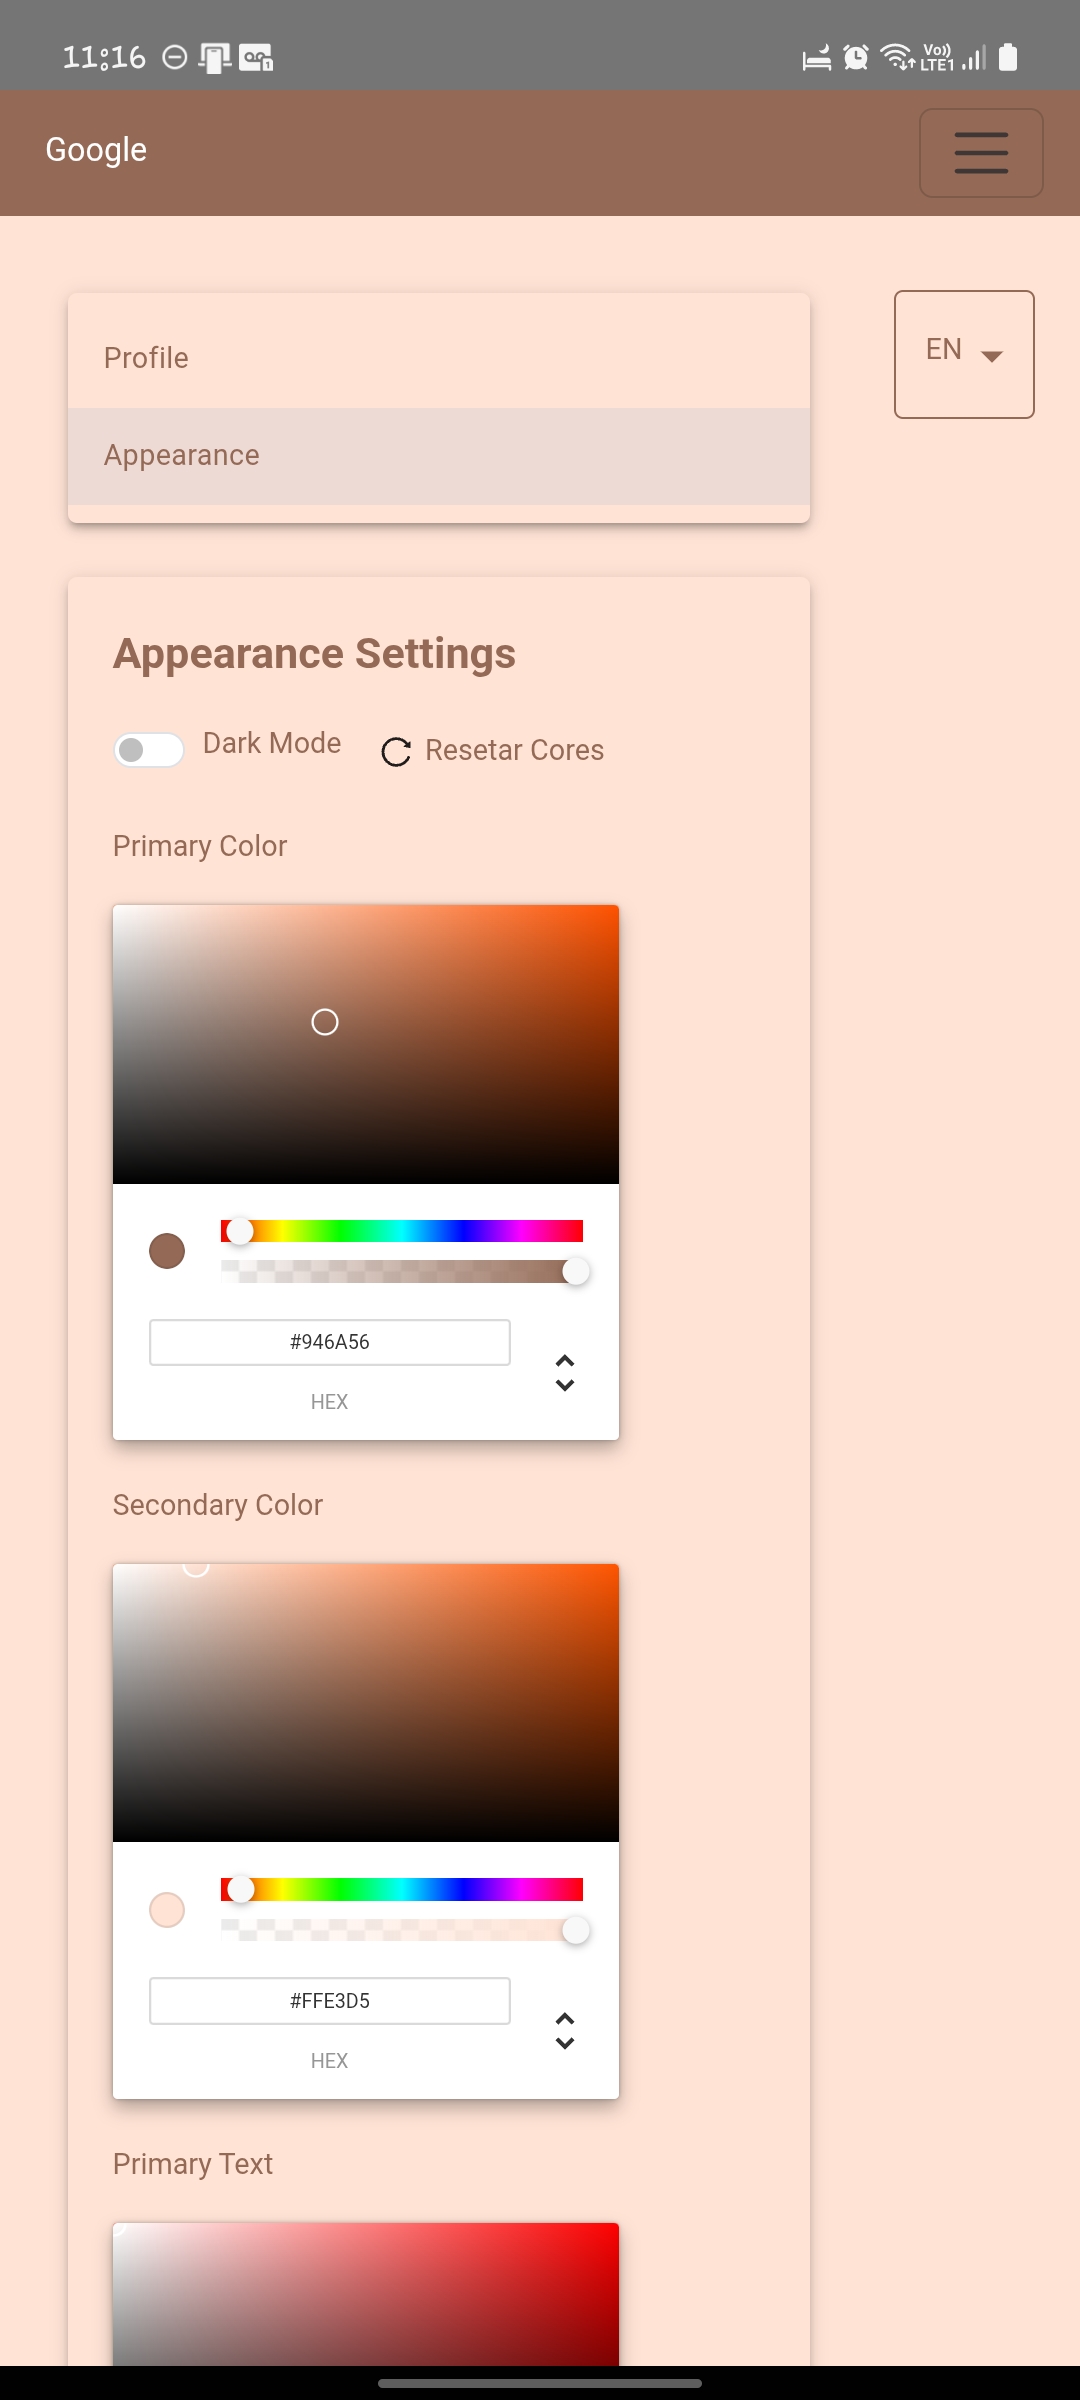 11:16
Vo))
LTE1
Google
Profile
EN
Appearance
Appearance Settings
Dark Mode
Resetar Cores
Primary Color
#946A56
HEX
Secondary Color
#FFE3D5
HEX
Primary Text